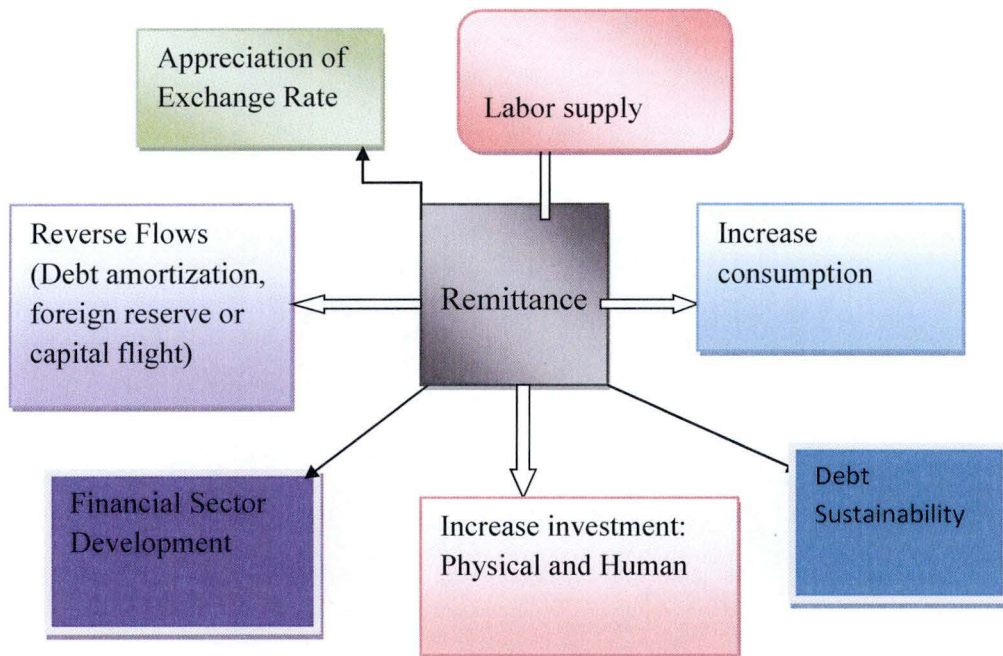 Appreciation of
Exchange Rate
Labor supply
Reverse Flows
(Debt amortization,
foreign reserve or
capital flight)
Remittance
Increase
consumption
Financial Sector
Development
Increase investment:
Physical and Human
Debt
Sustainability